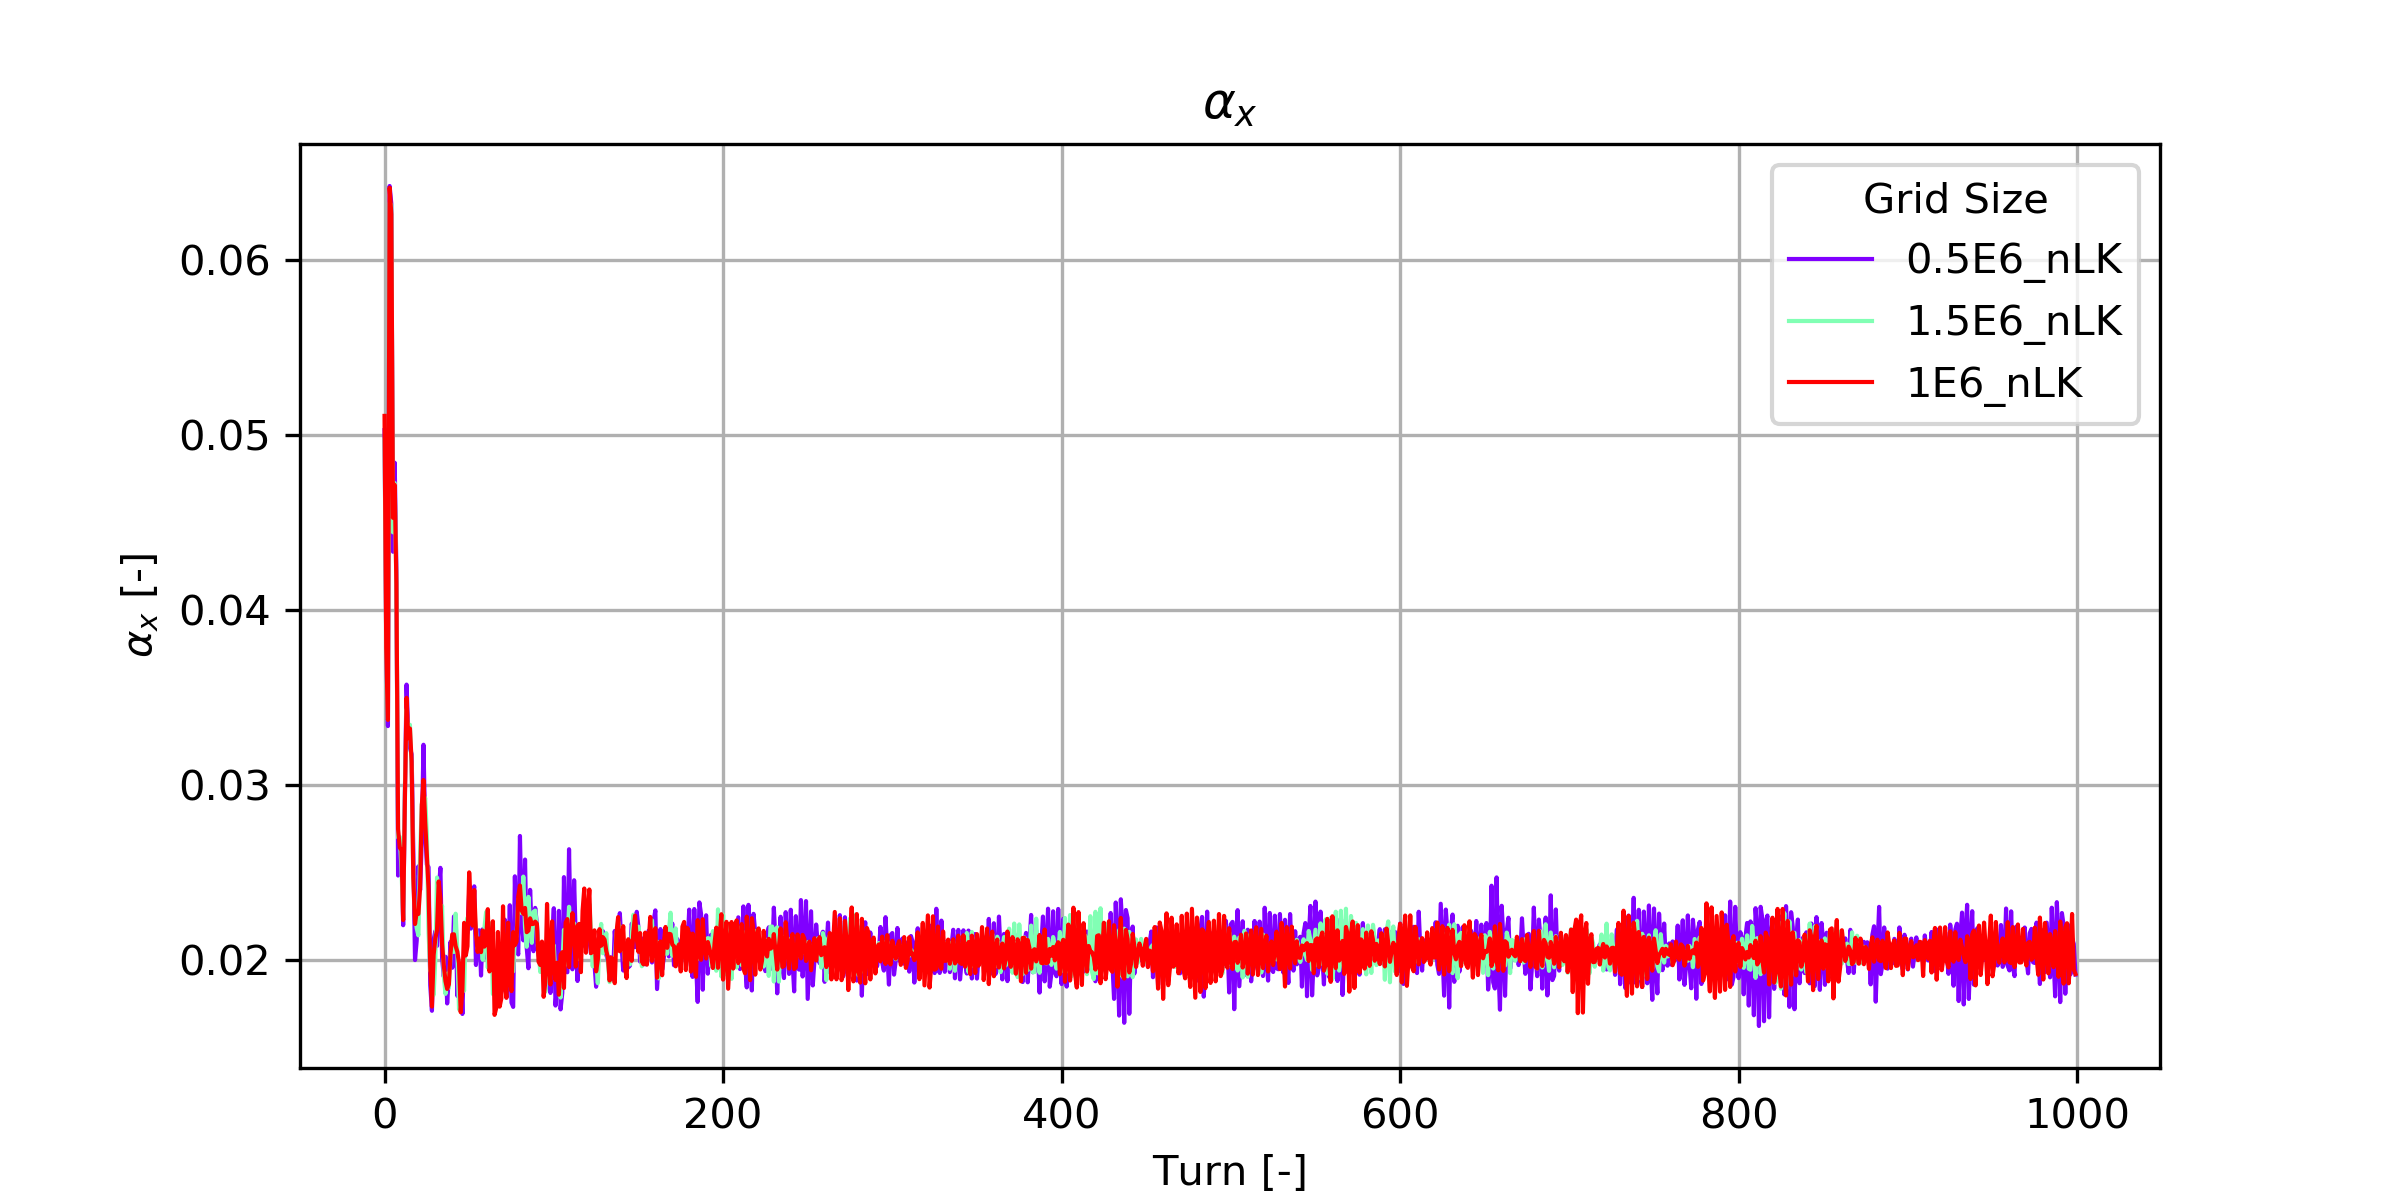 αx
Grid Size
0.5E6_nLK
1.5E6_nLK
1E6_nLK
αx [-]
0.06
0.05
0.04
0.03
0.02
0 200 400 600 800 1000
Turn [-]